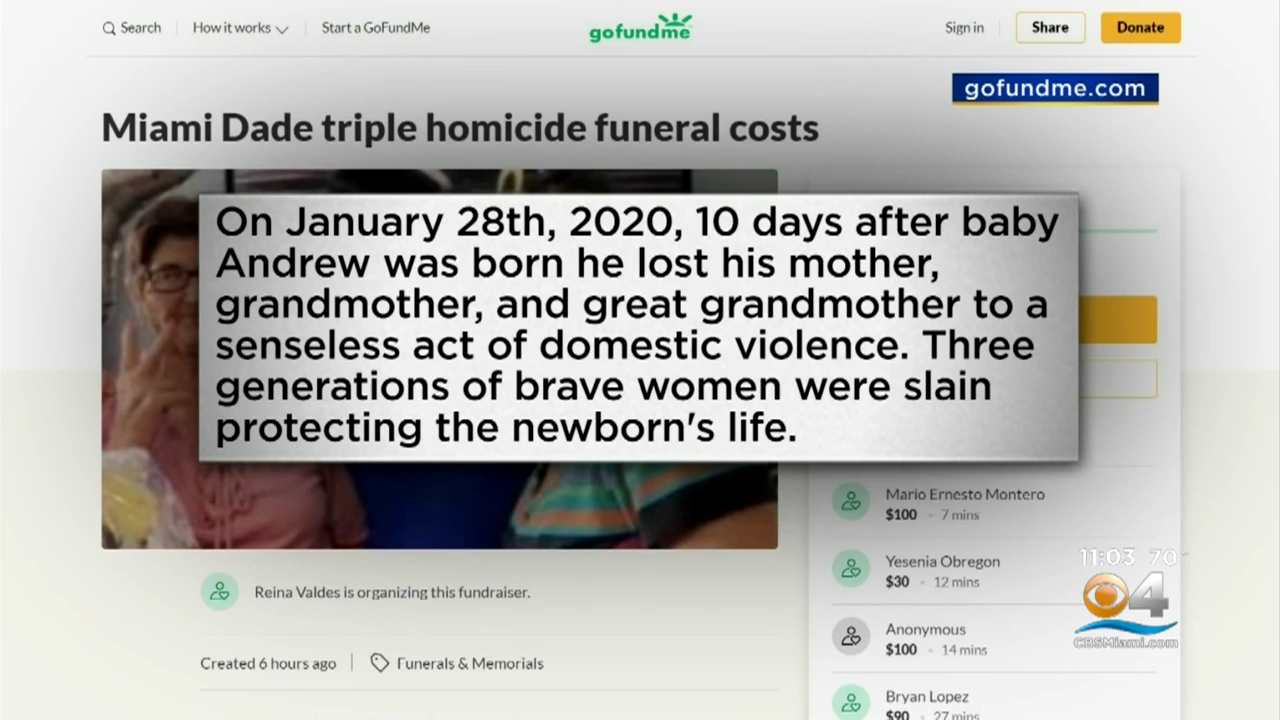 Search
How it works
Start a GoFundMe
gofundme
Sign in
Share
Donate
gofundme.com
Miami Dade triple homicide funeral costs
On January 28th, 2020, 10 days after baby
Andrew was born he lost his mother,
grandmother, and great grandmother to a
senseless act of domestic violence. Three
generations of brave women were slain
protecting the newborn's life.
Mario Ernesto Montero
$100 • 7 mins
Yesenia Obregon
$30 • 12 mins
Anonymous
$100 • 14 mins
Bryan Lopez
$90 • 27 mins
Reina Valdes is organizing this fundraiser.
Created 6 hours ago
Funerals & Memorials
11:03 70°
4
CBSMiami.com